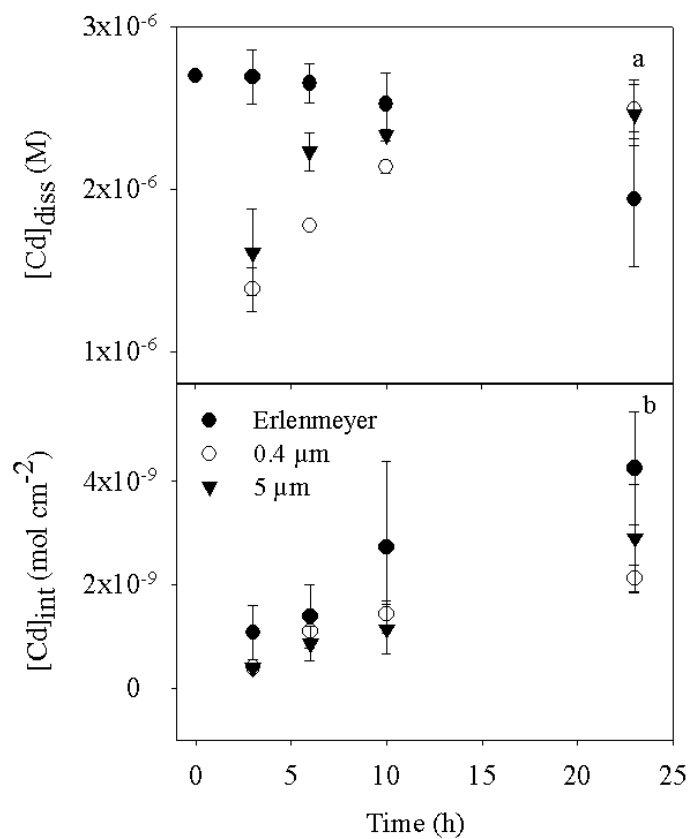 3x10⁻⁶
a
2x10⁻⁶
1x10⁻⁶
[Cd]diss (M)
b
Erlenmeyer
0.4 µm
5 µm
4x10⁻⁹
2x10⁻⁹
0
[Cd]int (mol cm⁻²)
0 5 10 15 20 25
Time (h)